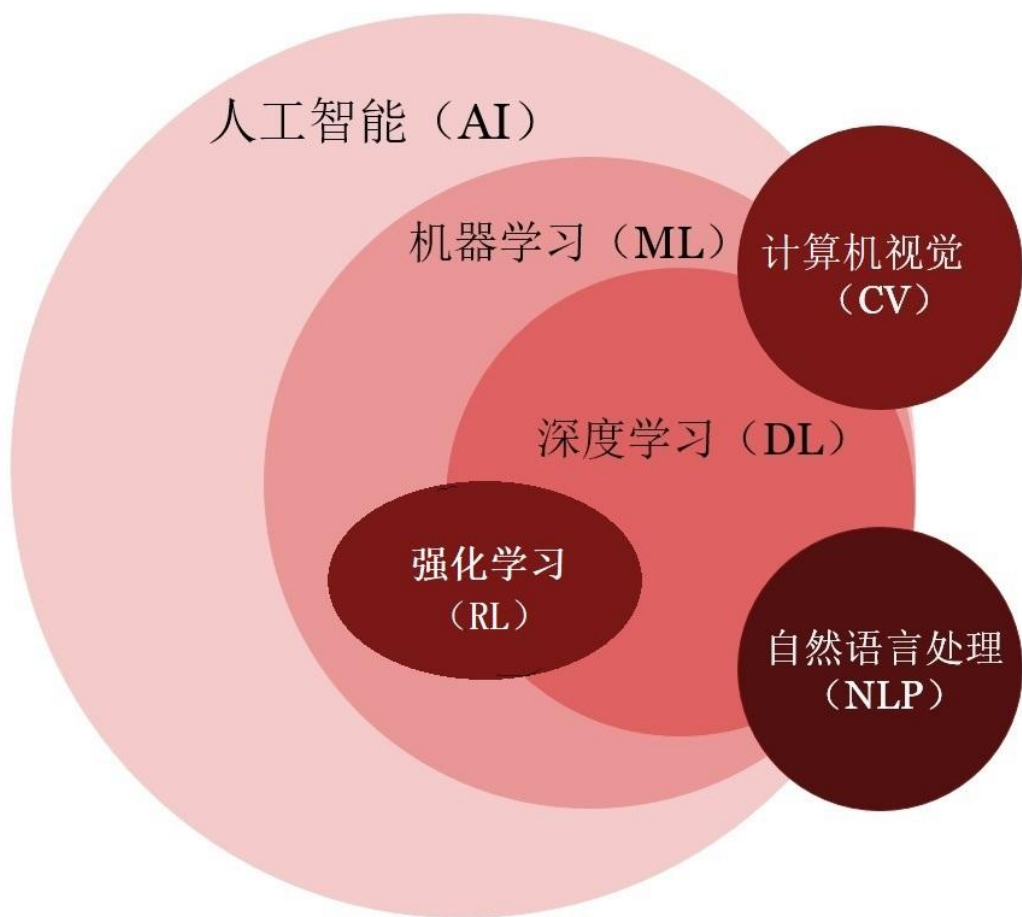 人工智能（AI）
机器学习（ML）
计算机视觉
（CV）
深度学习（DL）
强化学习
（RL）
自然语言处理
（NLP）